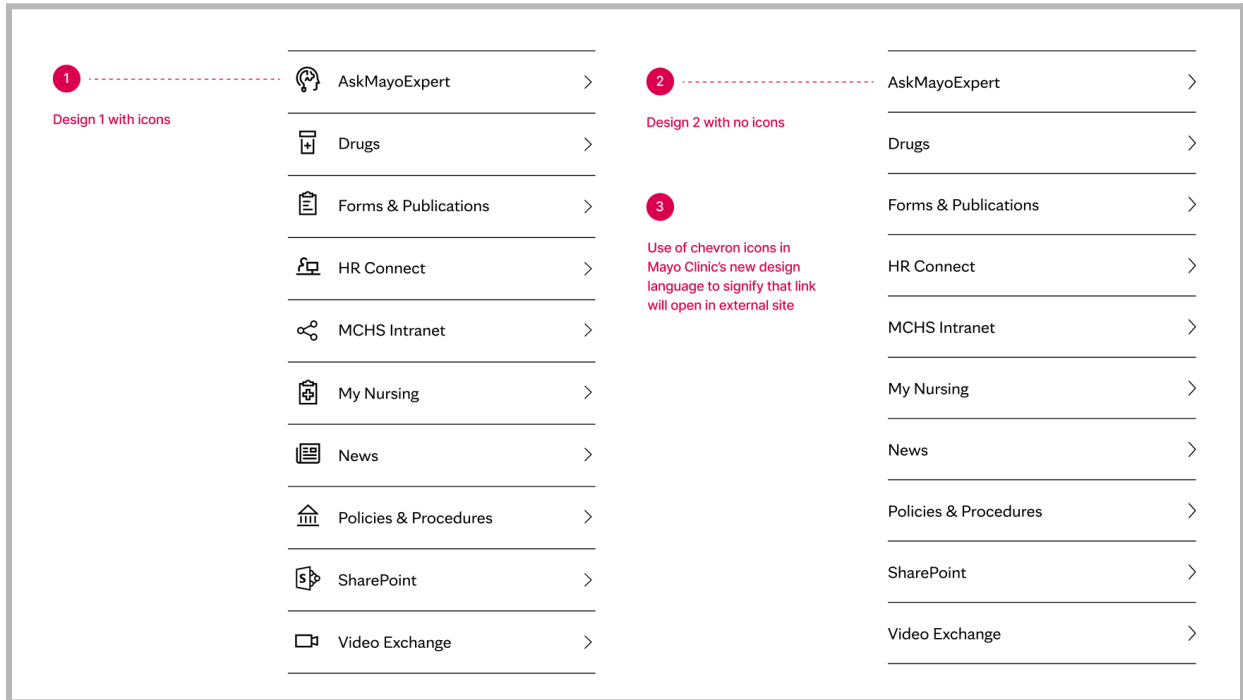 1
Design 1 with icons
AskMayoExpert
Drugs
Forms & Publications
HR Connect
MCHS Intranet
My Nursing
News
Policies & Procedures
S
SharePoint
Video Exchange
2
Design 2 with no icons
3
Use of chevron icons in
Mayo Clinic's new design
language to signify that link
will open in external site
AskMayoExpert
Drugs
Forms & Publications
HR Connect
MCHS Intranet
My Nursing
News
Policies & Procedures
SharePoint
Video Exchange